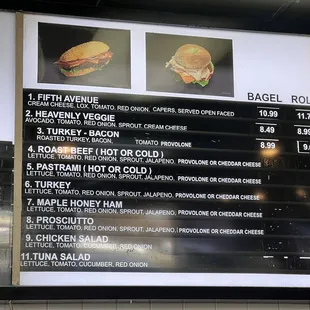 BAGEL ROL
1. FIFTH AVENUE 10.99 11.
CREAM CHEESE, LOX, TOMATO, RED ONION, CAPERS, SERVED OPEN FACED
2. HEAVENLY VEGGIE 8.49 8.99
AVOCADO, TOMATO, RED ONION, SPROUT, CREAM CHEESE
3. TURKEY - BACON 8.99 9.
ROASTED TURKEY, BACON, TOMATO PROVOLONE
4. ROAST BEEF ( HOT OR COLD )
LETTUCE, TOMATO, RED ONION, SPROUT, JALAPENO, PROVOLONE OR CHEDDAR CHEESE
5. PASTRAMI ( HOT OR COLD )
LETTUCE, TOMATO, RED ONION, SPROUT, JALAPENO, PROVOLONE OR CHEDDAR CHEESE
6. TURKEY
LETTUCE, TOMATO, RED ONION, SPROUT, JALAPENO, PROVOLONE OR CHEDDAR CHEESE
7. MAPLE HONEY HAM
LETTUCE, TOMATO, RED ONION, SPROUT, JALAPENO, PROVOLONE OR CHEDDAR CHEESE
8. PROSCIUTTO
LETTUCE, TOMATO, RED ONION, SPROUT, JALAPENO, PROVOLONE OR CHEDDAR CHEESE
9. CHICKEN SALAD
LETTUCE, TOMATO, CUCUMBER, RED ONION
11. TUNA SALAD
LETTUCE, TOMATO, CUCUMBER, RED ONION